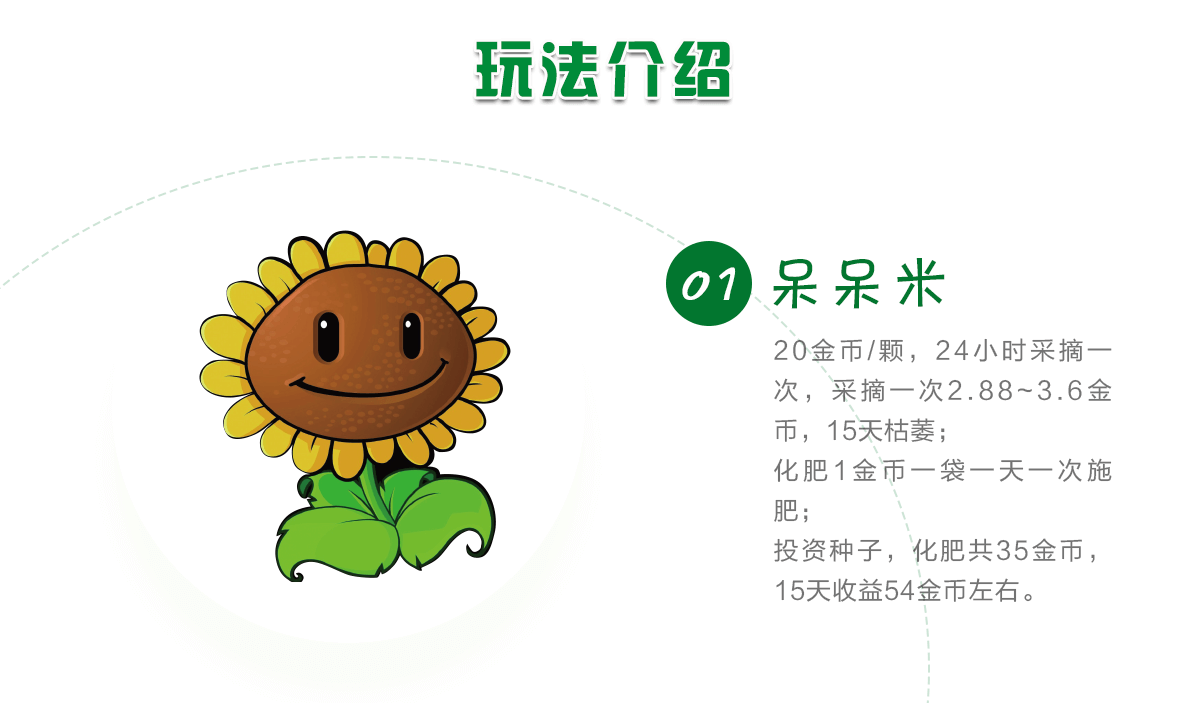 玩法介绍
01 呆呆米
20金币/颗，24小时采摘一
次，采摘一次2.88~3.6金
币，15天枯萎；
化肥1金币一袋一天一次施
肥；
投资种子，化肥共35金币，
15天收益54金币左右。